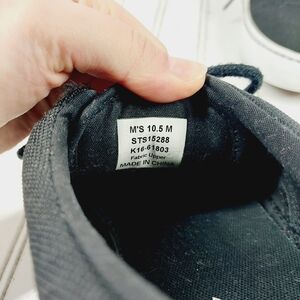 M'S 10.5 M
STS15288
K16-61803
Fabric Upper
MADE IN CHINA